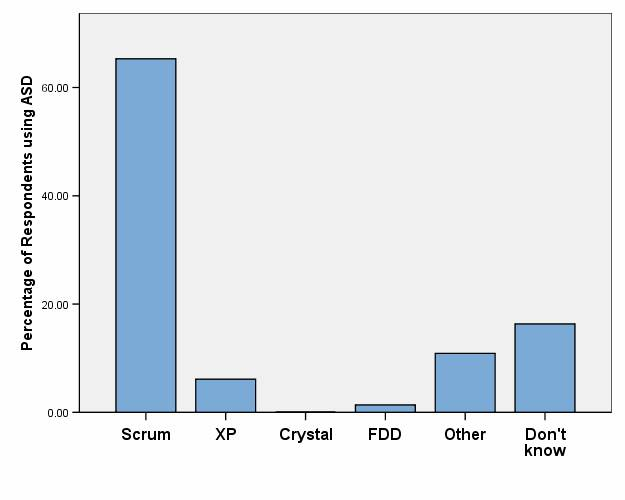 Percentage of Respondents using ASD
60.00
40.00
20.00
0.00
Scrum XP Crystal FDD Other Don't
know